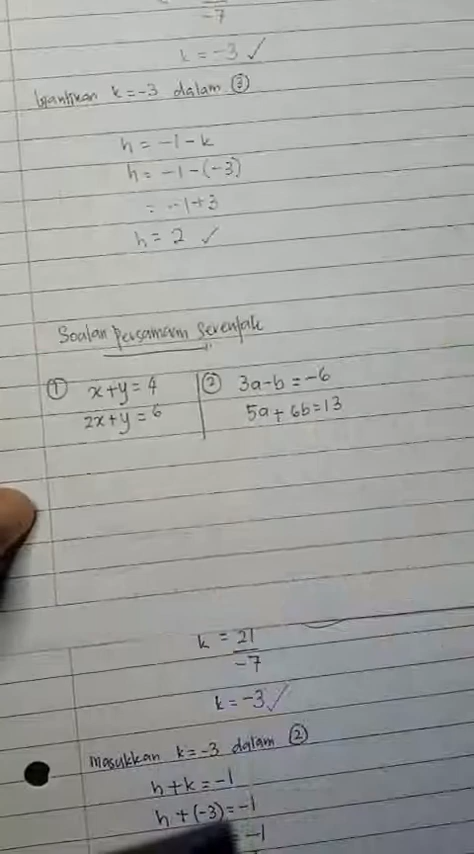 -7
k = -3 ✓
Gantikan k = -3 dalam ③
h = -1 - k
h = -1 - (-3)
= -1 + 3
h = 2 ✓
Soalan Persamaan Serentak
① x + y = 4
2x + y = 6
② 3a - b = -6
5a + 6b = 13
k = 21
-7
k = -3 ✓
Masukkan k = -3 dalam ②
h + k = -1
h + (-3) = -1
-1